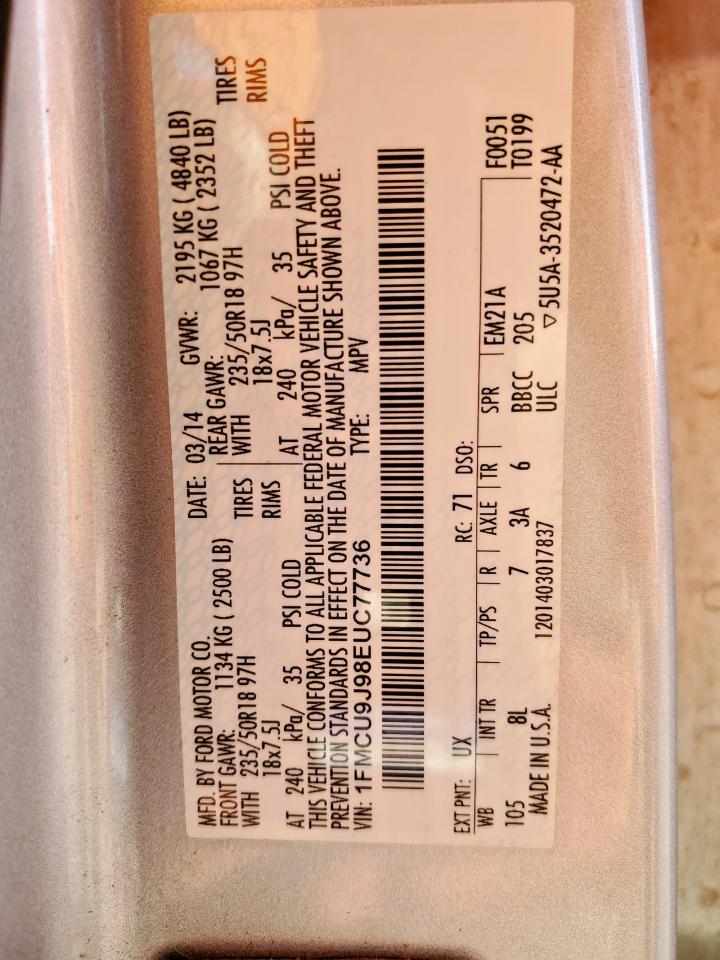 MFD. BY FORD MOTOR CO. DATE: 03/14 GVWR: 2195 KG ( 4840 LB)
FRONT GAWR: 1134 KG ( 2500 LB) REAR GAWR: 1067 KG ( 2352 LB)
WITH 235/50R18 97H TIRES WITH 235/50R18 97H TIRES
18x7.5J RIMS 18x7.5J RIMS
AT 240 kPa/ 35 PSI COLD AT 240 kPa/ 35 PSI COLD
THIS VEHICLE CONFORMS TO ALL APPLICABLE FEDERAL MOTOR VEHICLE SAFETY AND THEFT
PREVENTION STANDARDS IN EFFECT ON THE DATE OF MANUFACTURE SHOWN ABOVE.
VIN: 1FMCU9J98EUC77736 TYPE: MPV
EXT PNT: UX RC: 71 DSO:
WB INT TR TP/PS R AXLE TR SPR EM21A F0051
105 8L 7 3A 6 BBCC 205 T0199
MADE IN U.S.A. 1201403017837 ULC ▽5U5A-3520472-AA